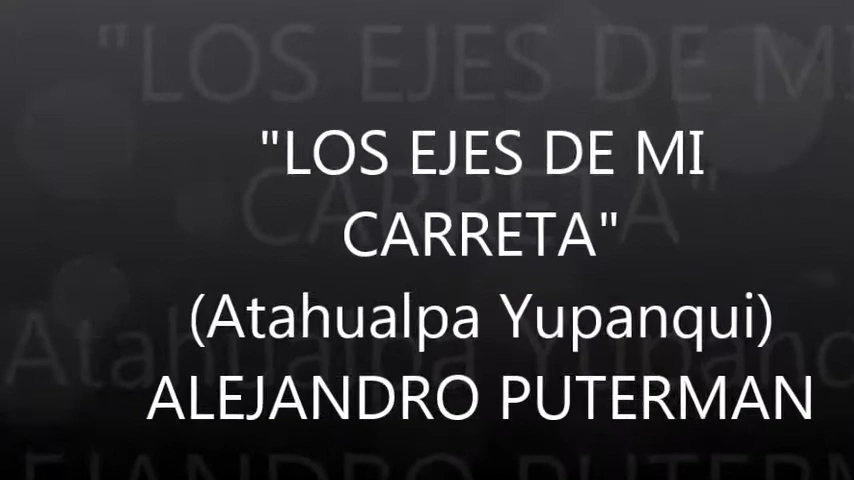 "LOS EJES DE MI
CARRETA"
(Atahualpa Yupanqui)
ALEJANDRO PUTERMAN